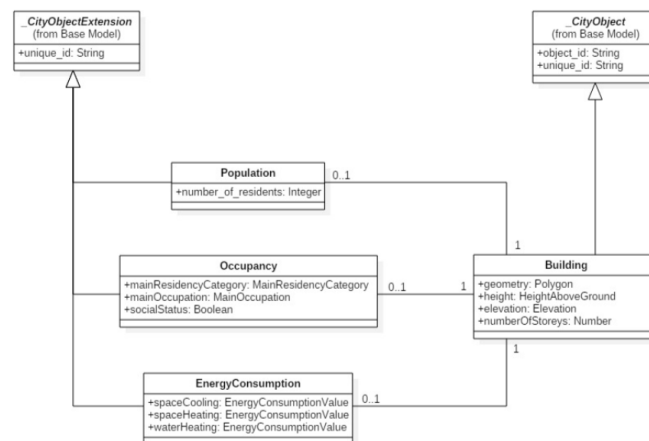 _CityObjectExtension
(from Base Model)
+unique_id: String
_CityObject
(from Base Model)
+object_id: String
+unique_id: String
Population
+number_of_residents: Integer
0..1
1
Occupancy
+mainResidencyCategory: MainResidencyCategory
+mainOccupation: MainOccupation
+socialStatus: Boolean
0..1
1
Building
+geometry: Polygon
+height: HeightAboveGround
+elevation: Elevation
+numberOfStoreys: Number
1
EnergyConsumption
+spaceCooling: EnergyConsumptionValue
+spaceHeating: EnergyConsumptionValue
+waterHeating: EnergyConsumptionValue
0..1